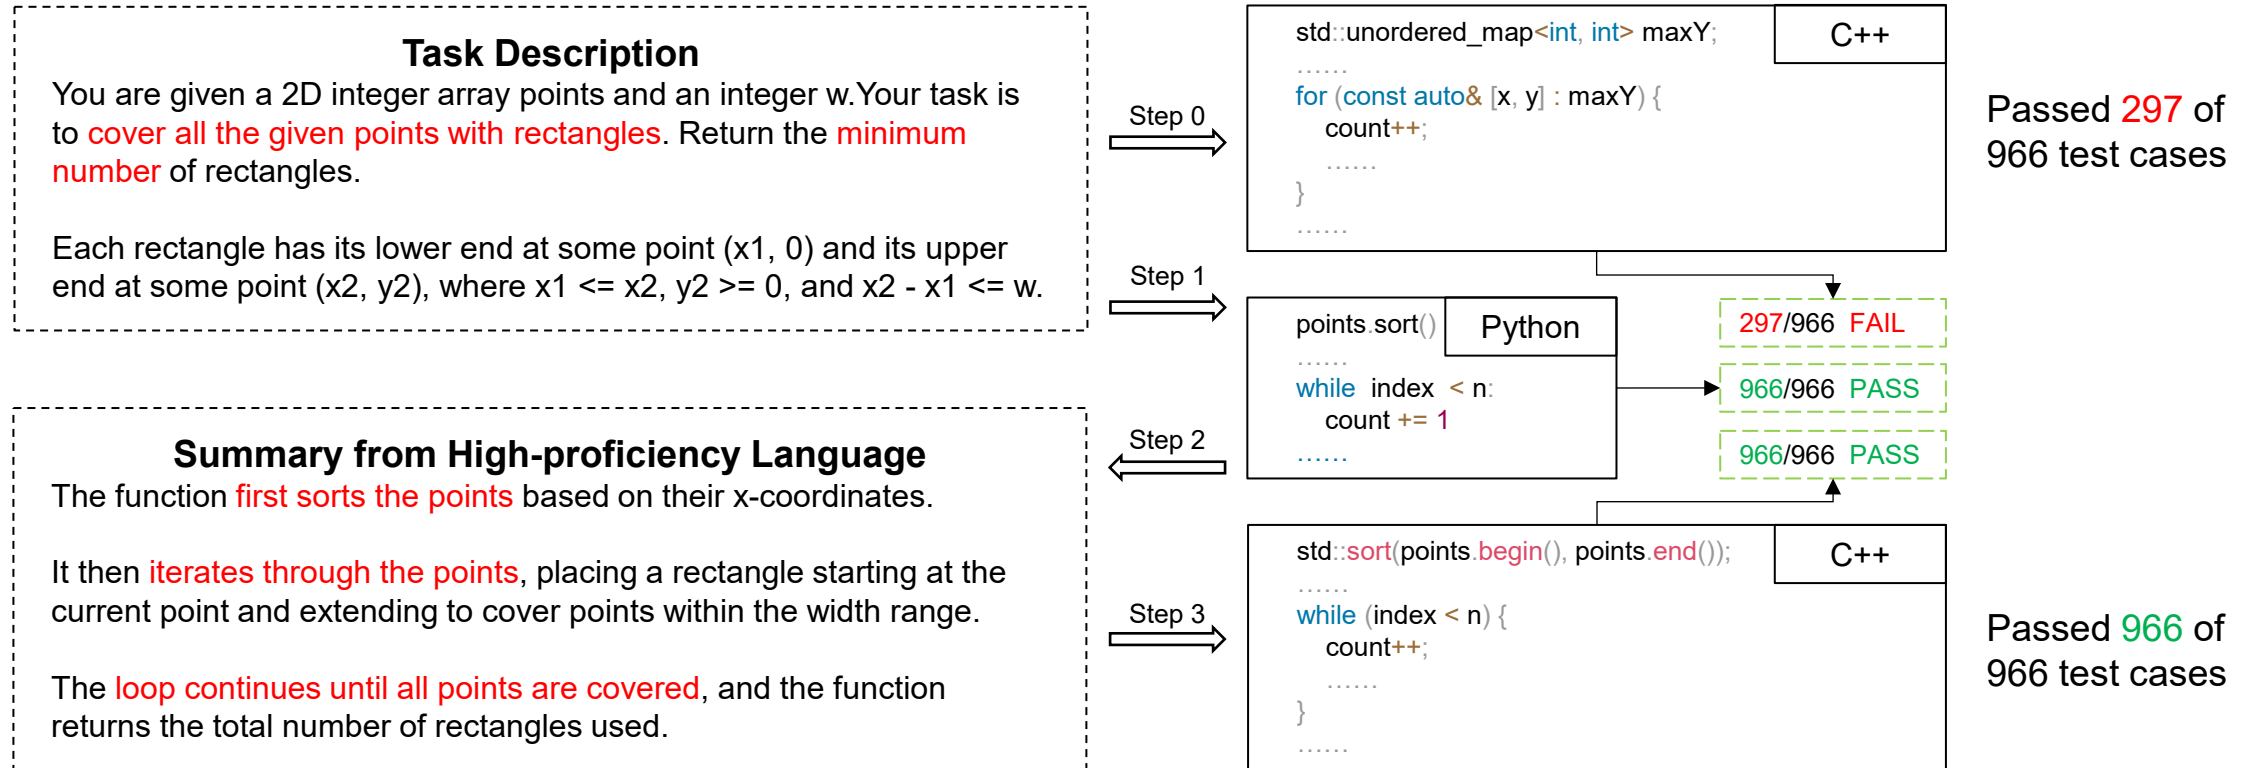 Task Description
You are given a 2D integer array points and an integer w.Your task is
to cover all the given points with rectangles. Return the minimum
number of rectangles.
Each rectangle has its lower end at some point (x1, 0) and its upper
end at some point (x2, y2), where x1 <= x2, y2 >= 0, and x2 - x1 <= w.
Summary from High-proficiency Language
The function first sorts the points based on their x-coordinates.
It then iterates through the points, placing a rectangle starting at the
current point and extending to cover points within the width range.
The loop continues until all points are covered, and the function
returns the total number of rectangles used.
Step 0
Step 1
Step 2
Step 3
std::unordered_map<int, int> maxY;
......
for (const auto& [x, y] : maxY) {
count++;
......
}
......
C++
points.sort()
......
while index < n:
count += 1
......
Python
std::sort(points.begin(), points.end());
......
while (index < n) {
count++;
......
}
......
C++
297/966 FAIL
966/966 PASS
966/966 PASS
Passed 297 of
966 test cases
Passed 966 of
966 test cases